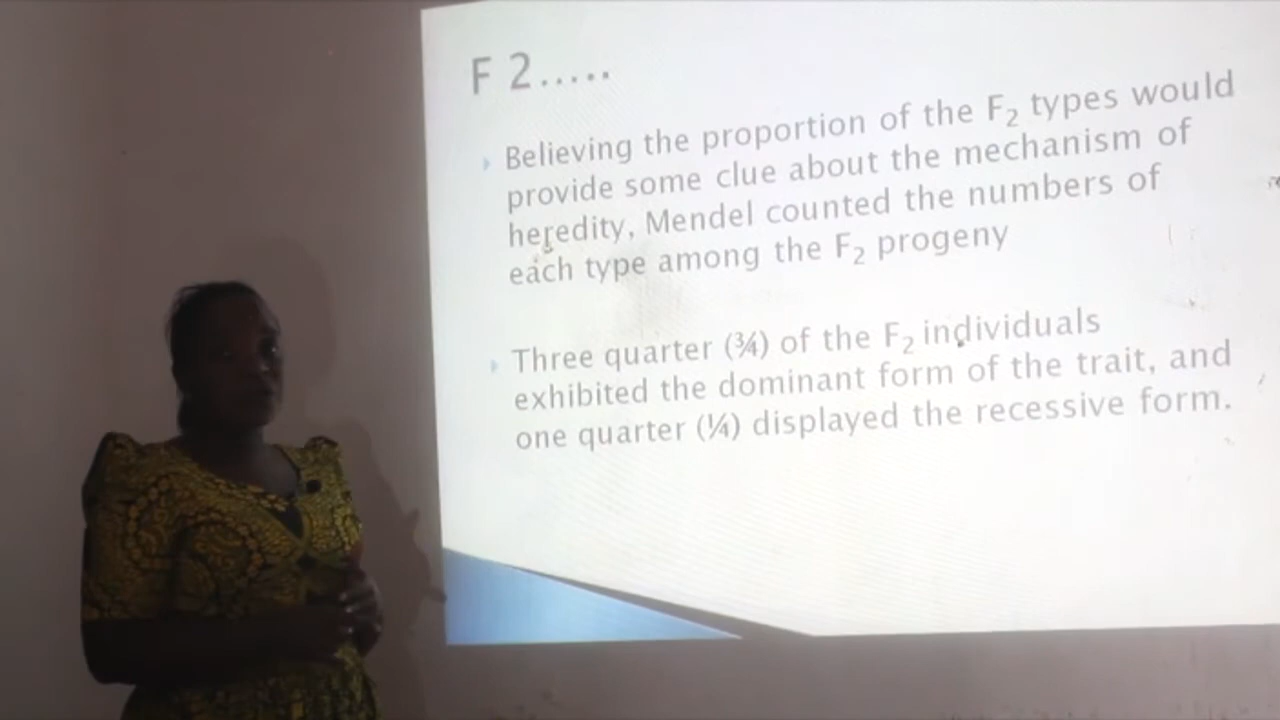 F 2.....
Believing the proportion of the F₂ types would
provide some clue about the mechanism of
heredity, Mendel counted the numbers of
each type among the F₂ progeny
Three quarter (¾) of the F₂ individuals
exhibited the dominant form of the trait, and
one quarter (¼) displayed the recessive form.